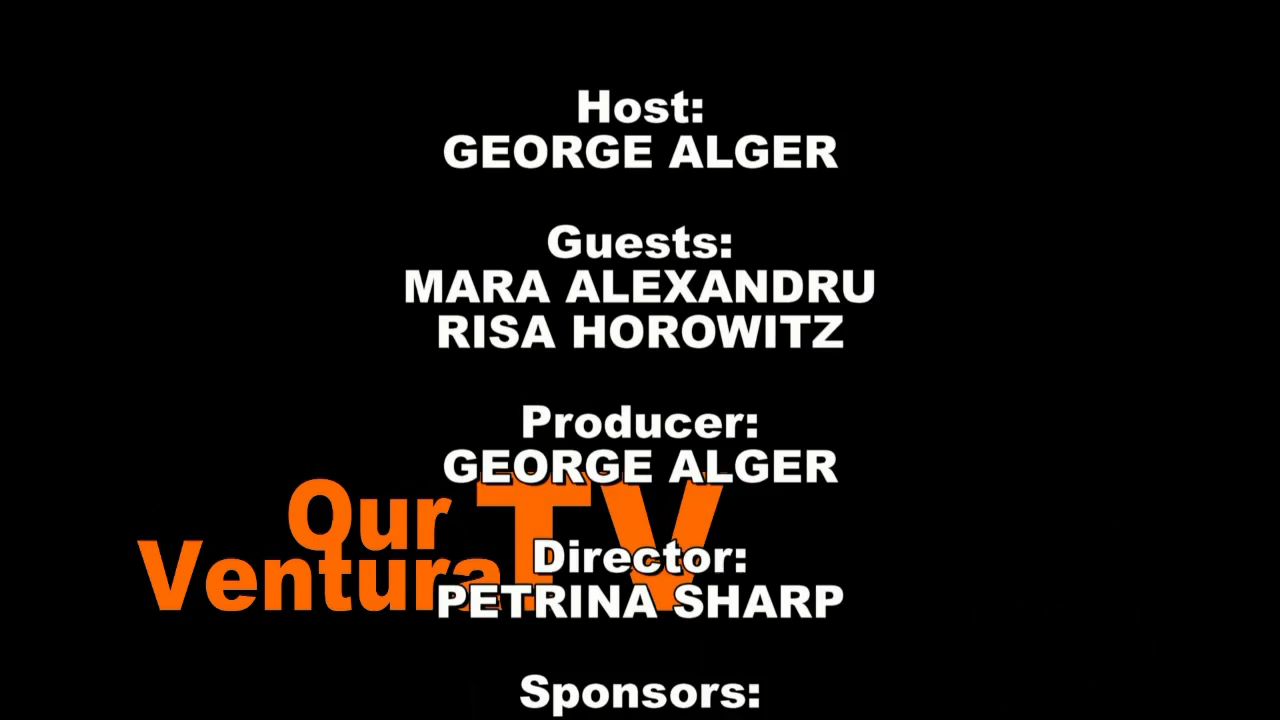 Host:
GEORGE ALGER
Guests:
MARA ALEXANDRU
RISA HOROWITZ
Producer:
GEORGE ALGER
Our
Ventura TV
Director:
PETRINA SHARP
Sponsors: